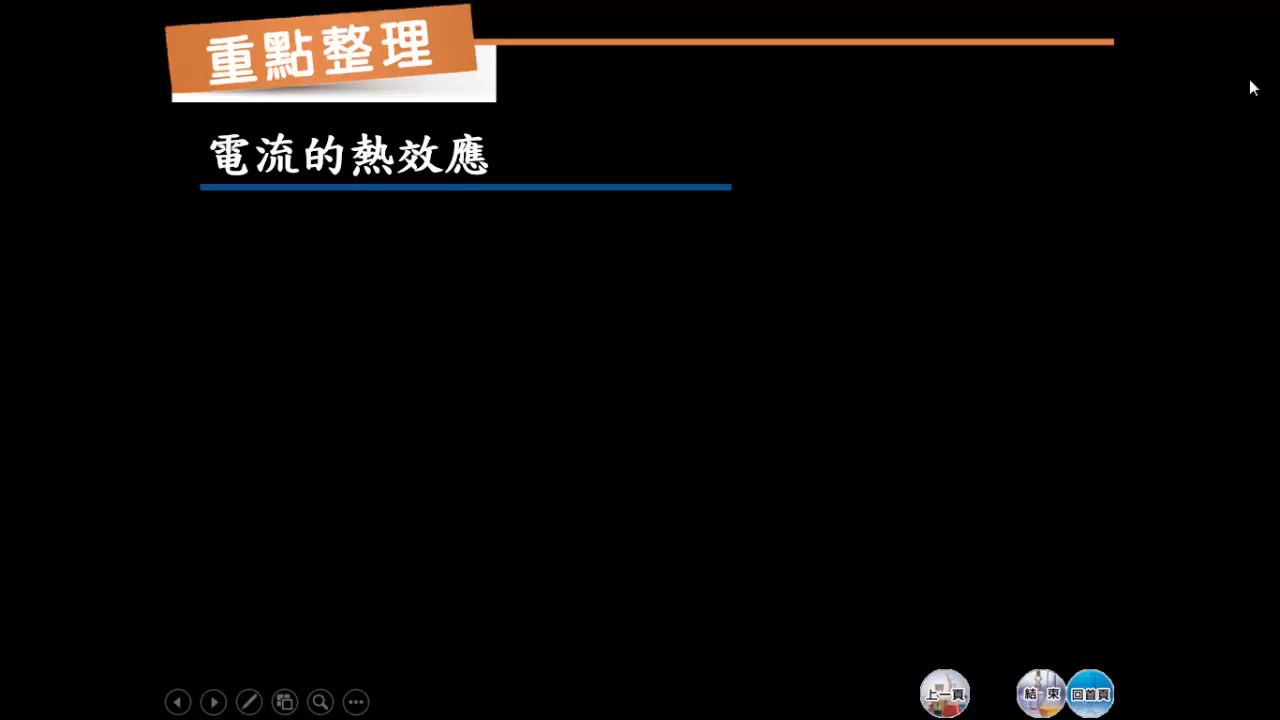 重點整理
電流的熱效應
上一頁
結束
回首頁